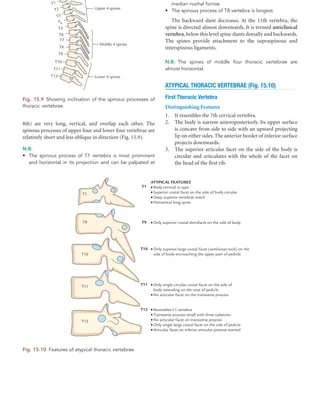 T1
T2
T3
T4
T5
T6
T7
T8
T9
T10
T11
T12
Upper 4 spines
Middle 4 spines
Lower 4 spines
Fig. 15.9 Showing inclination of the spinous processes of
thoracic vertebrae.
8th) are very long, vertical, and overlap each other. The
spinous processes of upper four and lower four vertebrae are
relatively short and less oblique in direction (Fig. 15.9).
N.B.
• The spinous process of T1 vertebra is most prominent
and horizontal in its projection and can be palpated at
median nuchal furrow.
• The spinous process of T8 vertebra is longest.
The backward slant decreases. At the 11th vertebra, the
spine is directed almost downwards. It is termed anticlinical
vertebra, below this level spine slants dorsally and backwards.
The spines provide attachment to the supraspinous and
interspinous ligaments.
N.B. The spines of middle four thoracic vertebrae are
almost horizontal.
ATYPICAL THORACIC VERTEBRAE (Fig. 15.10)
First Thoracic Vertebra
Distinguishing Features
1. It resembles the 7th cervical vertebra.
2. The body is narrow anteroposteriorly. Its upper surface
is concave from side to side with an upward projecting
lip on either sides. The anterior border of inferior surface
projects downwards.
3. The superior articular facet on the side of the body is
circular and articulates with the whole of the facet on
the head of the first rib
ATYPICAL FEATURES
T1 • Body cervical in type
• Superior costal facet on the side of body circular
• Deep superior vertebral notch
• Horizontal long spine
T1
T9 • Only superior costal demifacet on the side of body
T9
T10 • Only superior large costal facet (semilunar/oval) on the
side of body encroaching the upper part of pedicle
T10
T11 • Only single circular costal facet on the side of
body extending on the root of pedicle
• No articular facet on the transverse process
T11
T12 • Resembles L1 vertebra
• Transverse process small with three tubercles
• No articular facet on transverse process
• Only single large costal facet on the side of pedicle
• Articular facet on inferior articular process everted
T12
Fig. 15.10 Features of atypical thoracic vertebrae.